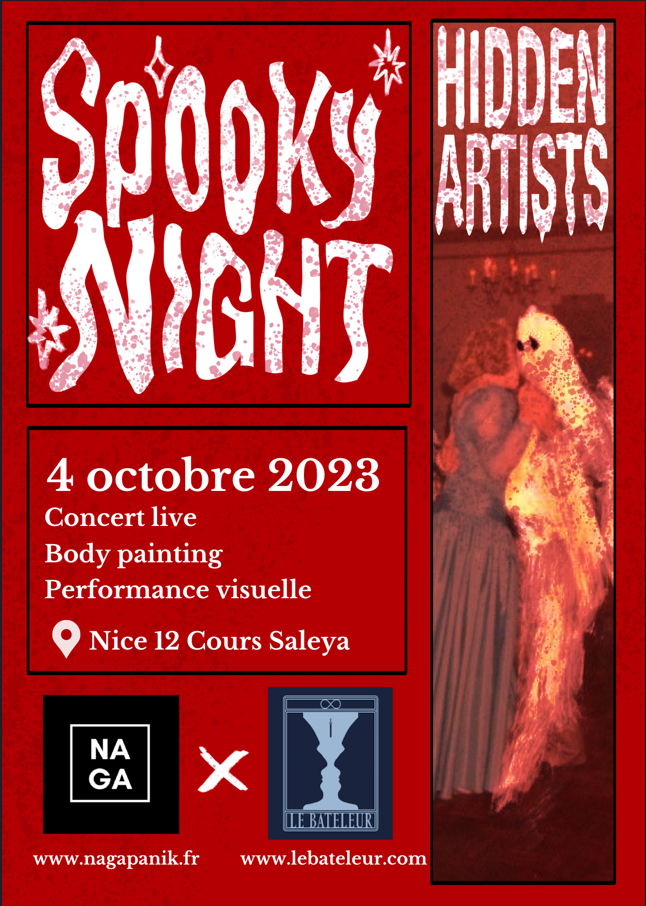 Spooky
NIGHT
HIDDEN
ARTISTS
4 octobre 2023
Concert live
Body painting
Performance visuelle
Nice 12 Cours Saleya
NA
GA
X
LE BATELEUR
www.nagapanik.fr
www.lebateleur.com